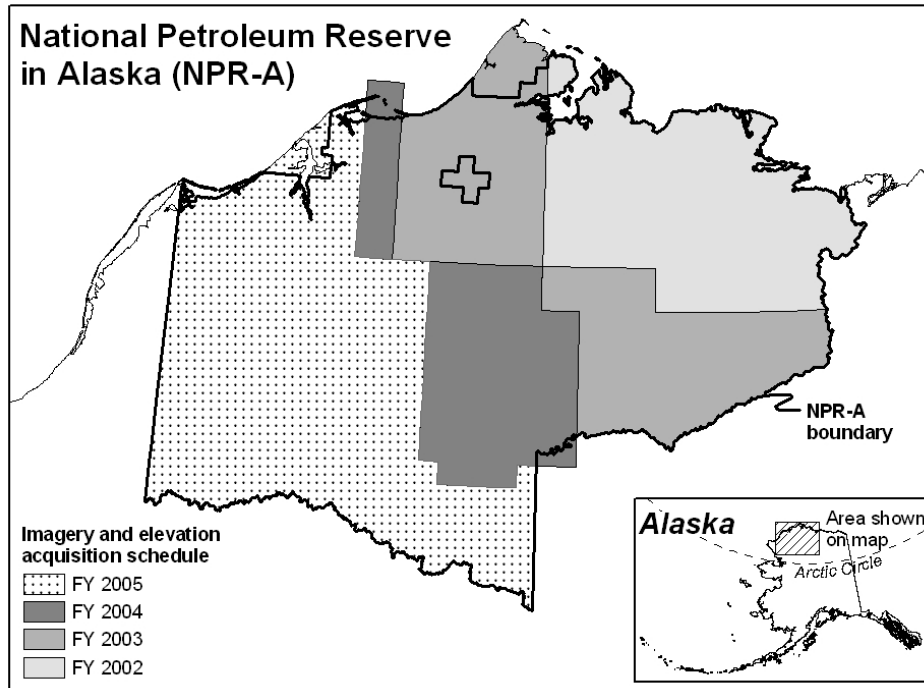 National Petroleum Reserve
in Alaska (NPR-A)
NPR-A
boundary
Imagery and elevation
acquisition schedule
FY 2005
FY 2004
FY 2003
FY 2002
Alaska
Area shown
on map
Arctic Circle